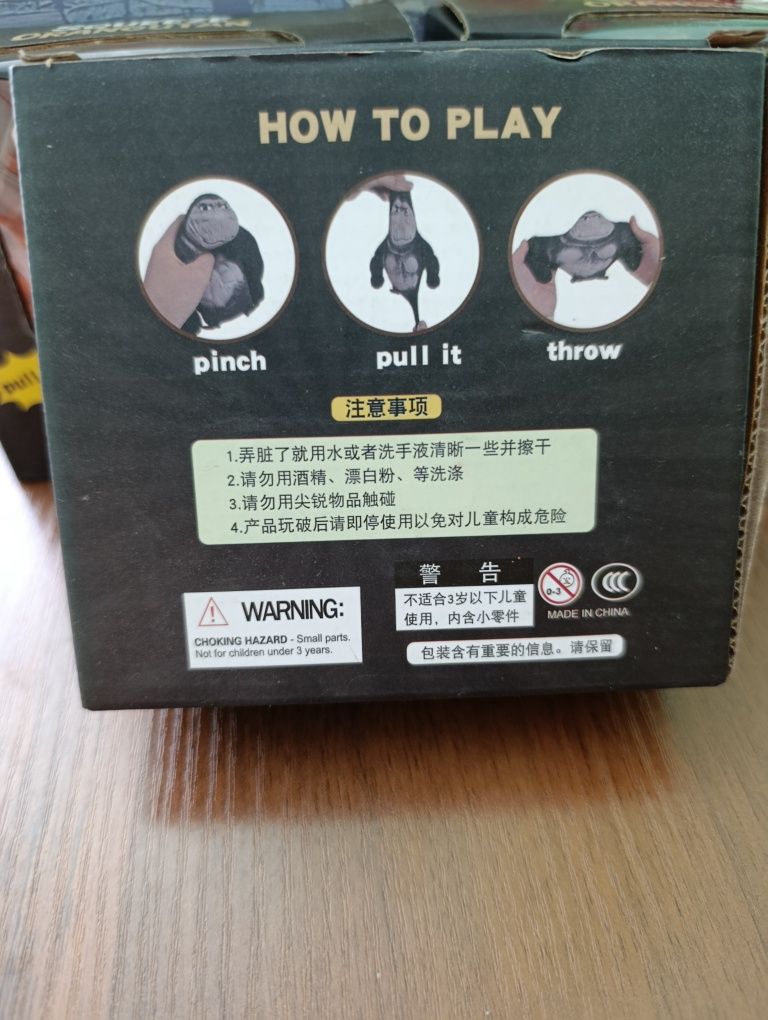 HOW TO PLAY
pinch
pull it
throw
注意事项
1.弄脏了就用水或者洗手液清晰一些并擦干
2.请勿用酒精、漂白粉、等洗涤
3.请勿用尖锐物品触碰
4.产品玩破后请即停使用以免对儿童构成危险
WARNING:
CHOKING HAZARD - Small parts.
Not for children under 3 years.
警 告
不适合3岁以下儿童
使用，内含小零件
0-3
CCC
MADE IN CHINA
包装含有重要的信息。请保留
pull